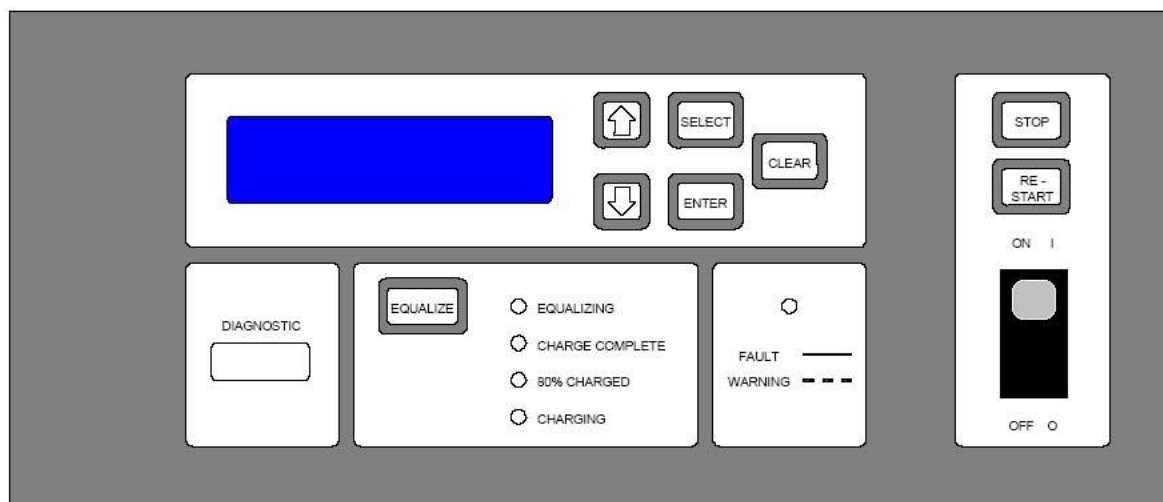 SELECT
CLEAR
ENTER
STOP
RE -
START
ON I
DIAGNOSTIC
EQUALIZE
EQUALIZING
CHARGE COMPLETE
80% CHARGED
CHARGING
FAULT
WARNING
OFF O